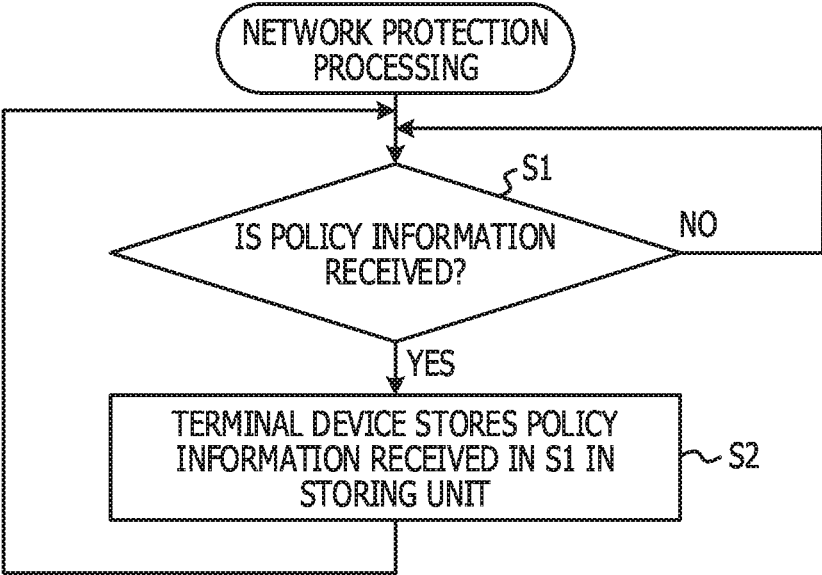 NETWORK PROTECTION
PROCESSING
S1
IS POLICY INFORMATION
RECEIVED?
NO
YES
TERMINAL DEVICE STORES POLICY
INFORMATION RECEIVED IN S1 IN
STORING UNIT
S2